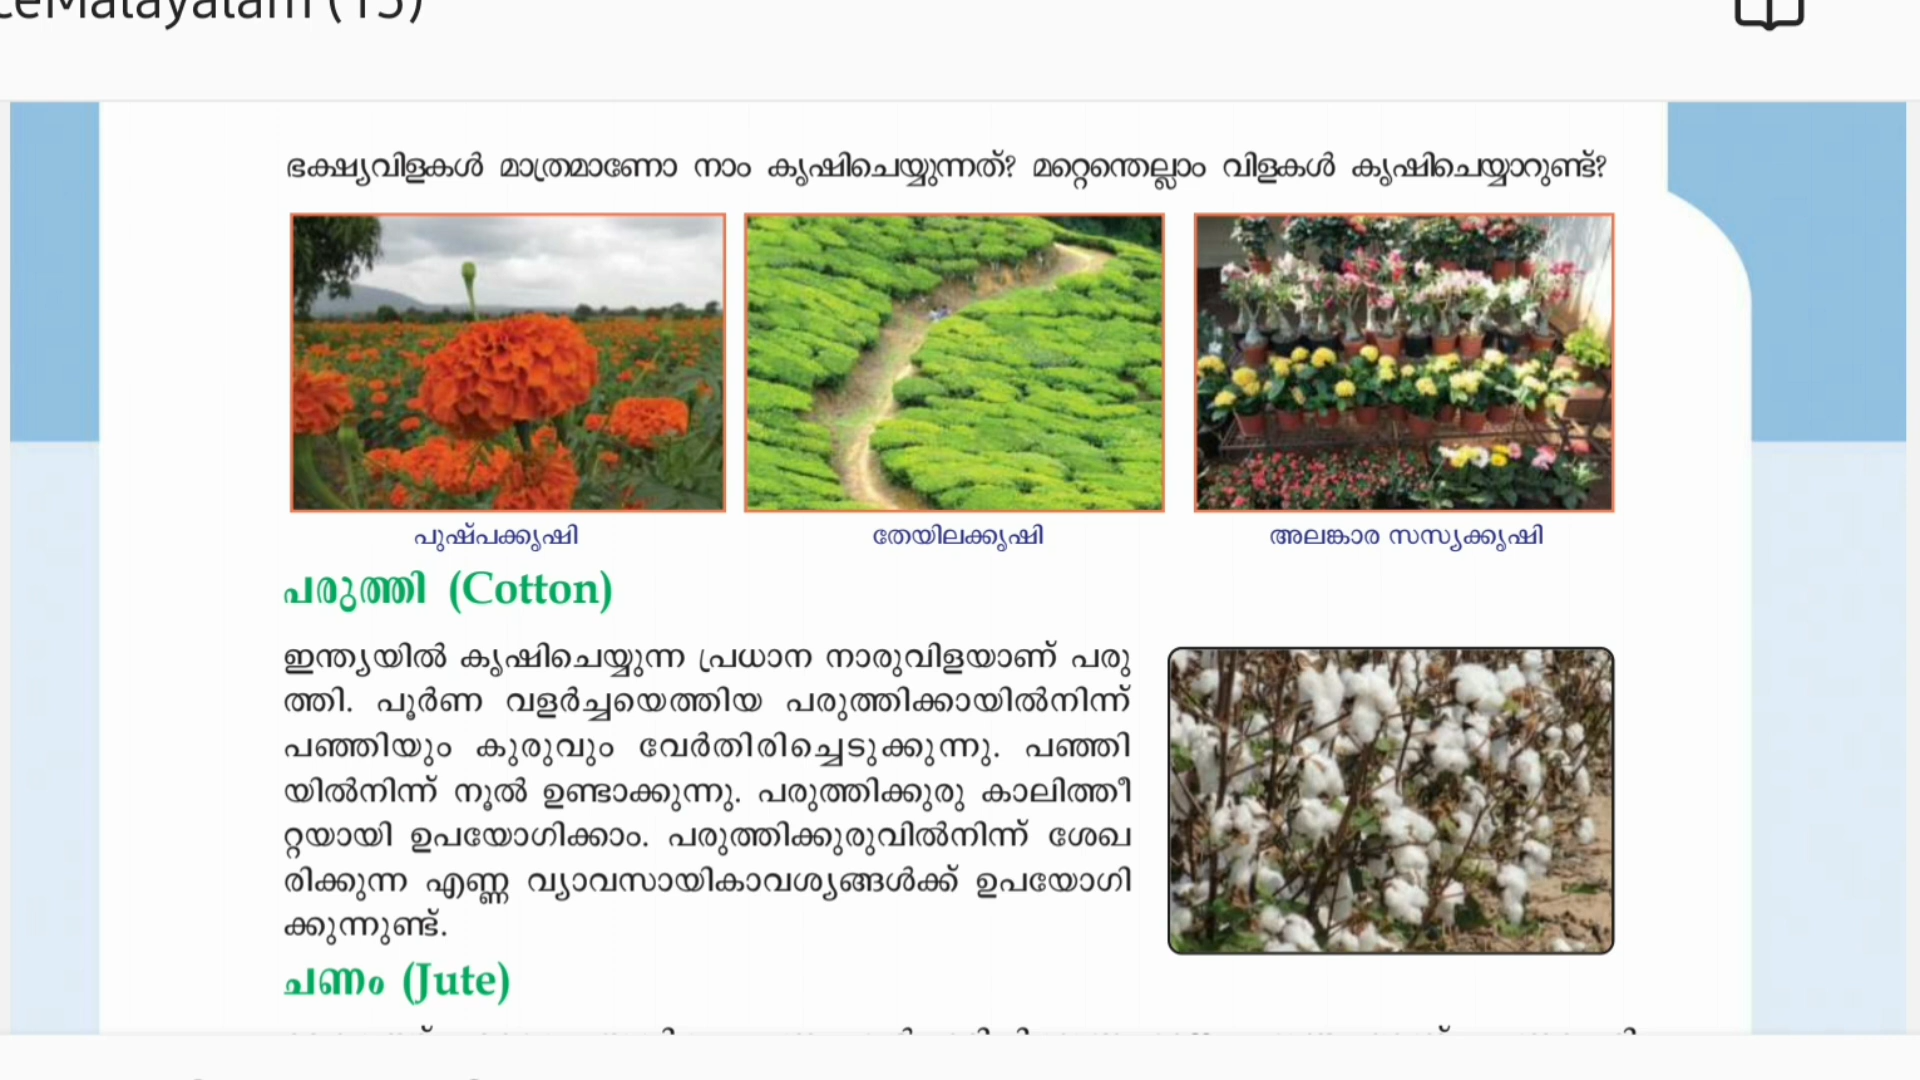 ഭക്ഷ്യവിളകൾ മാത്രമാണോ നാം കൃഷിചെയ്യുന്നത്? മറ്റെന്തെല്ലാം വിളകൾ കൃഷിചെയ്യാറുണ്ട്?
പുഷ്പക്കൃഷി
തേയിലക്കൃഷി
അലങ്കാര സസ്യക്കൃഷി
പരുത്തി (Cotton)
ഇന്ത്യയിൽ കൃഷിചെയ്യുന്ന പ്രധാന നാരുവിളയാണ് പരു
ത്തി. പൂർണ വളർച്ചയെത്തിയ പരുത്തിക്കായിൽനിന്ന്
പഞ്ഞിയും കുരുവും വേർതിരിച്ചെടുക്കുന്നു. പഞ്ഞി
യിൽനിന്ന് നൂൽ ഉണ്ടാക്കുന്നു. പരുത്തിക്കുരു കാലിത്തീ
റ്റയായി ഉപയോഗിക്കാം. പരുത്തിക്കുരുവിൽനിന്ന് ശേഖ
രിക്കുന്ന എണ്ണ വ്യാവസായികാവശ്യങ്ങൾക്ക് ഉപയോഗി
ക്കുന്നുണ്ട്.
ചണം (Jute)